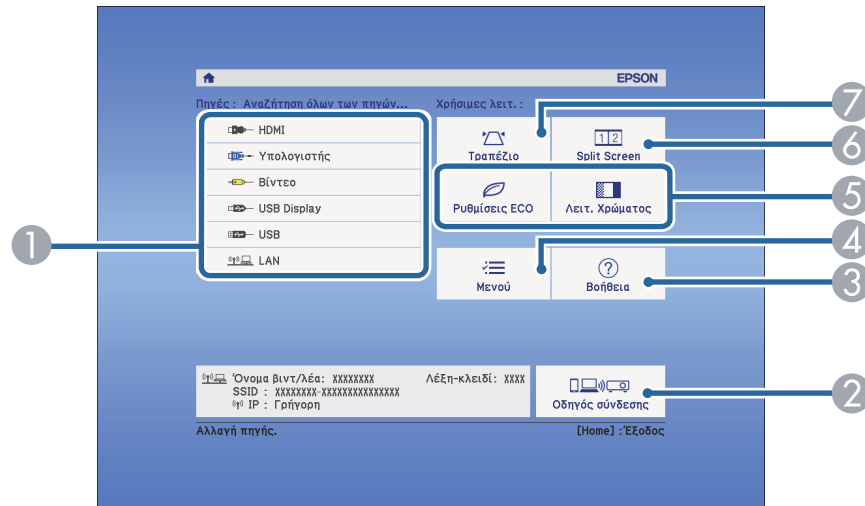 EPSON
Πηγές : Αναζήτηση όλων των πηγών...
Χρήσιμες λειτ. :
HDMI
Υπολογιστής
Βίντεο
USB Display
USB
LAN
Τραπέζιο
1 2
Split Screen
Ρυθμίσεις ECO
Λειτ. Χρώματος
Μενού
?
Βοήθεια
Όνομα βιντ/λέα: XXXXXXXX
Λέξη-κλειδί: XXXX
SSID : XXXXXXXX-XXXXXXXXXXXXXXX
IP : Γρήγορη
Οδηγός σύνδεσης
Αλλαγή πηγής.
[Home] :Έξοδος
1
7
6
5
4
3
2